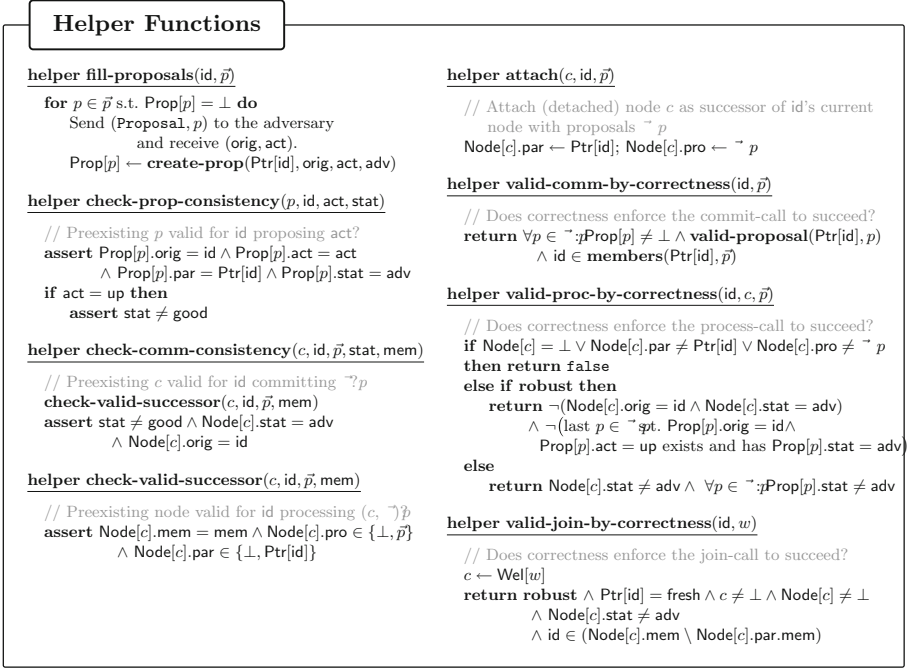 Helper Functions
helper fill-proposals(id, p⃗)
for p ∈ p⃗ s.t. Prop[p] = ⊥ do
Send (Proposal, p) to the adversary
and receive (orig, act).
Prop[p] ← create-prop(Ptr[id], orig, act, adv)
helper check-prop-consistency(p, id, act, stat)
// Preexisting p valid for id proposing act?
assert Prop[p].orig = id ∧ Prop[p].act = act
∧ Prop[p].par = Ptr[id] ∧ Prop[p].stat = adv
if act = up then
assert stat ≠ good
helper check-comm-consistency(c, id, p⃗, stat, mem)
// Preexisting c valid for id committing p⃗?
check-valid-successor(c, id, p⃗, mem)
assert stat ≠ good ∧ Node[c].stat = adv
∧ Node[c].orig = id
helper check-valid-successor(c, id, p⃗, mem)
// Preexisting node valid for id processing (c, p⃗)?
assert Node[c].mem = mem ∧ Node[c].pro ∈ {⊥, p⃗}
∧ Node[c].par ∈ {⊥, Ptr[id]}
helper attach(c, id, p⃗)
// Attach (detached) node c as successor of id's current
node with proposals p⃗
Node[c].par ← Ptr[id]; Node[c].pro ← p⃗
helper valid-comm-by-correctness(id, p⃗)
// Does correctness enforce the commit-call to succeed?
return ∀p ∈ p⃗ : Prop[p] ≠ ⊥ ∧ valid-proposal(Ptr[id], p)
∧ id ∈ members(Ptr[id], p⃗)
helper valid-proc-by-correctness(id, c, p⃗)
// Does correctness enforce the process-call to succeed?
if Node[c] = ⊥ ∨ Node[c].par ≠ Ptr[id] ∨ Node[c].pro ≠ p⃗
then return false
else if robust then
return ¬(Node[c].orig = id ∧ Node[c].stat = adv)
∧ ¬(last p ∈ p⃗ s.t. Prop[p].orig = id∧
Prop[p].act = up exists and has Prop[p].stat = adv)
else
return Node[c].stat ≠ adv ∧ ∀p ∈ p⃗ : Prop[p].stat ≠ adv
helper valid-join-by-correctness(id, w)
// Does correctness enforce the join-call to succeed?
c ← Wel[w]
return robust ∧ Ptr[id] = fresh ∧ c ≠ ⊥ ∧ Node[c] ≠ ⊥
∧ Node[c].stat ≠ adv
∧ id ∈ (Node[c].mem \ Node[c].par.mem)